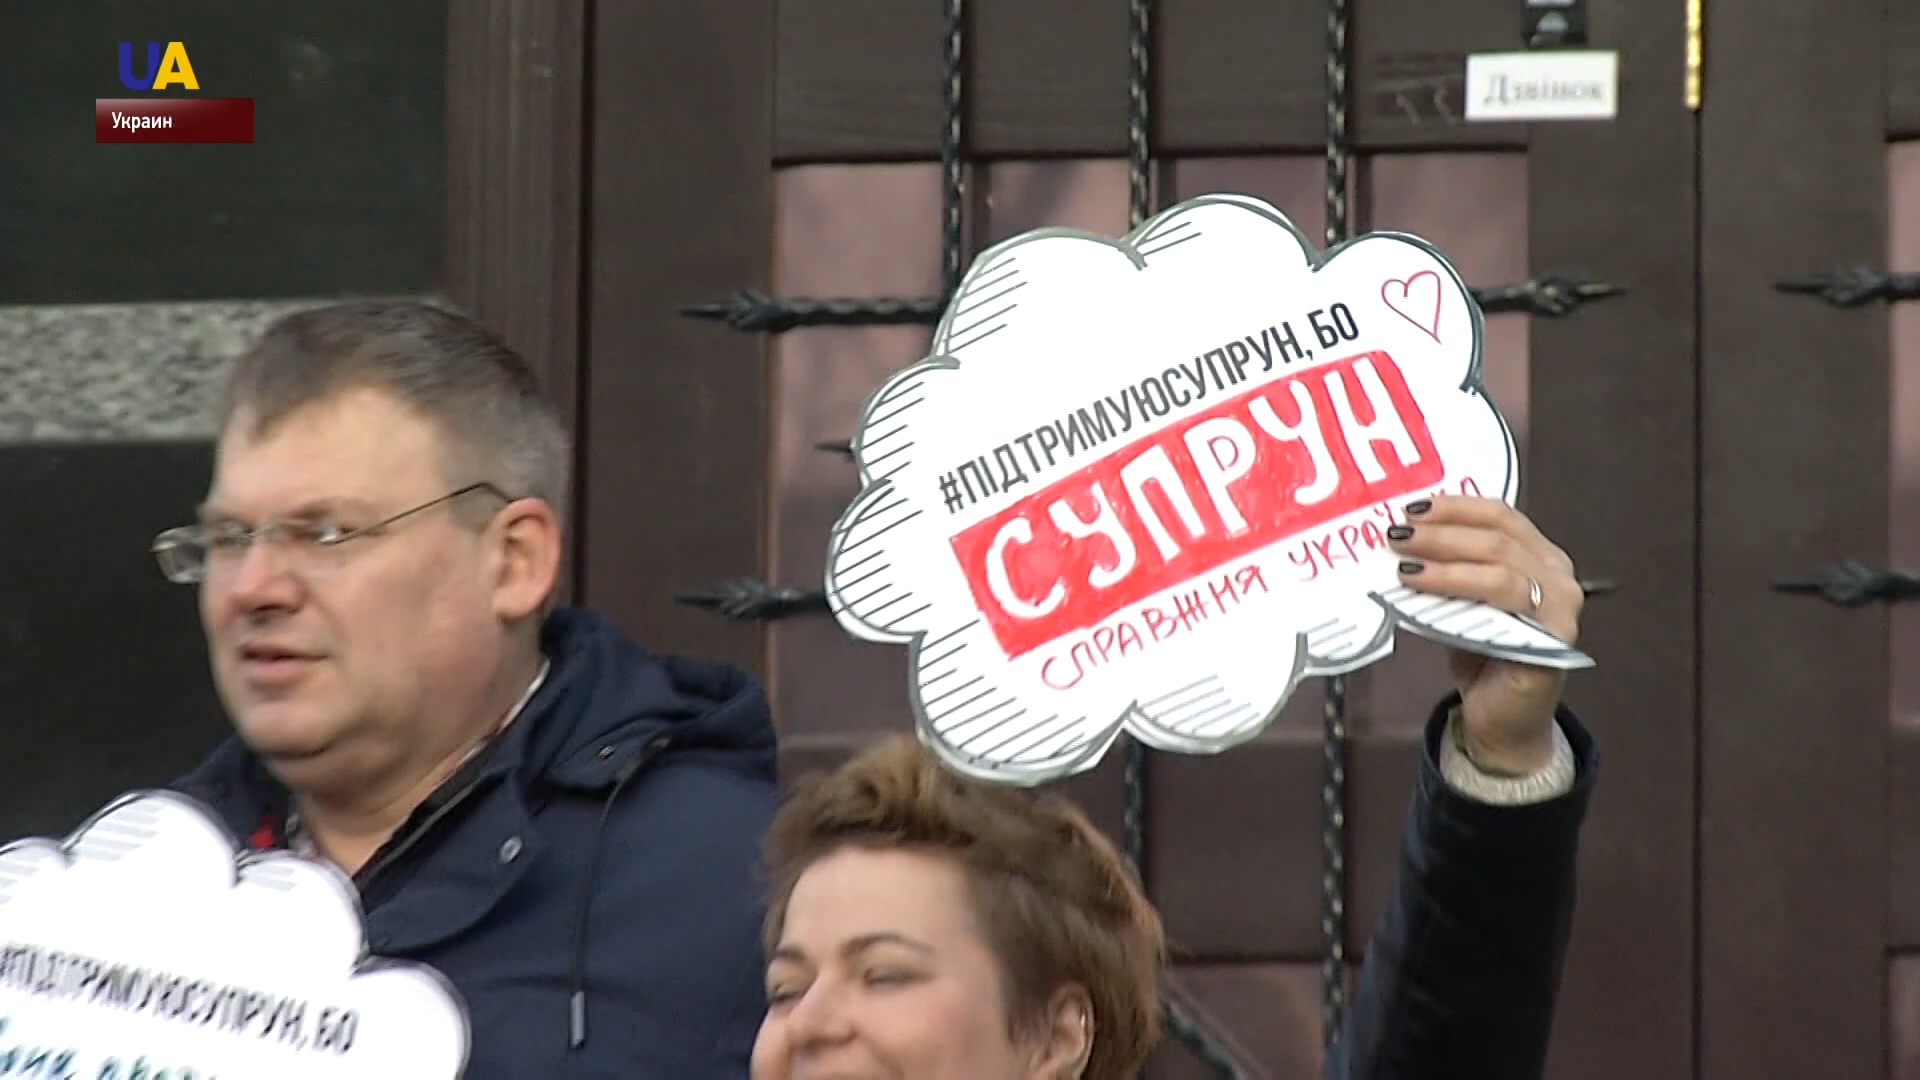 UA
Украин
Дзвінок
#ПІДТРИМУЮСУПРУН, БО
СУПРУН
СПРАВЖНЯ
#ПІДТРИМУЮСУПРУН, БО